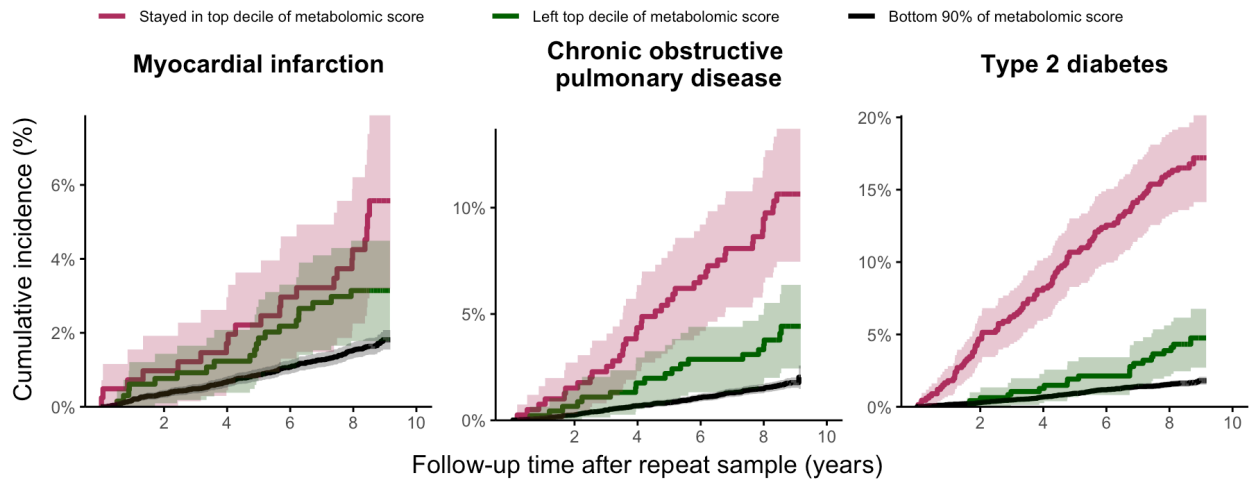 Stayed in top decile of metabolomic score
Left top decile of metabolomic score
Bottom 90% of metabolomic score
Myocardial infarction
Chronic obstructive
pulmonary disease
Type 2 diabetes
Cumulative incidence (%)
6%
4%
2%
0%
2 4 6 8 10
10%
5%
0%
2 4 6 8 10
20%
15%
10%
5%
0%
2 4 6 8 10
Follow-up time after repeat sample (years)